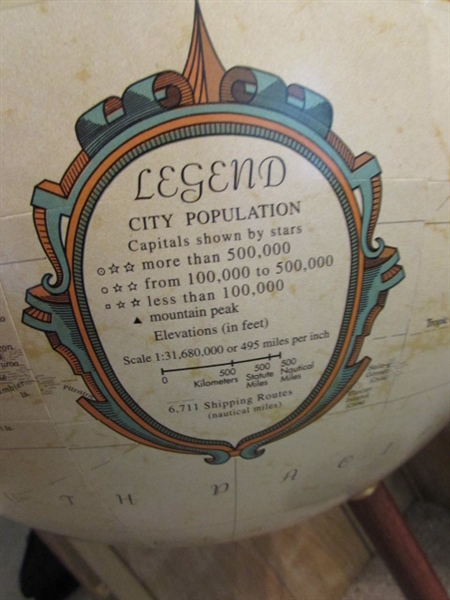 LEGEND
CITY POPULATION
Capitals shown by stars
⊙☆☆ more than 500,000
○☆☆ from 100,000 to 500,000
▫☆☆ less than 100,000
▲ mountain peak
Elevations (in feet)
Scale 1:31,680,000 or 495 miles per inch
0 500 500 500
Kilometers Statute Miles Nautical Miles
6,711 Shipping Routes
(nautical miles)
Tropic
U T H P A C I